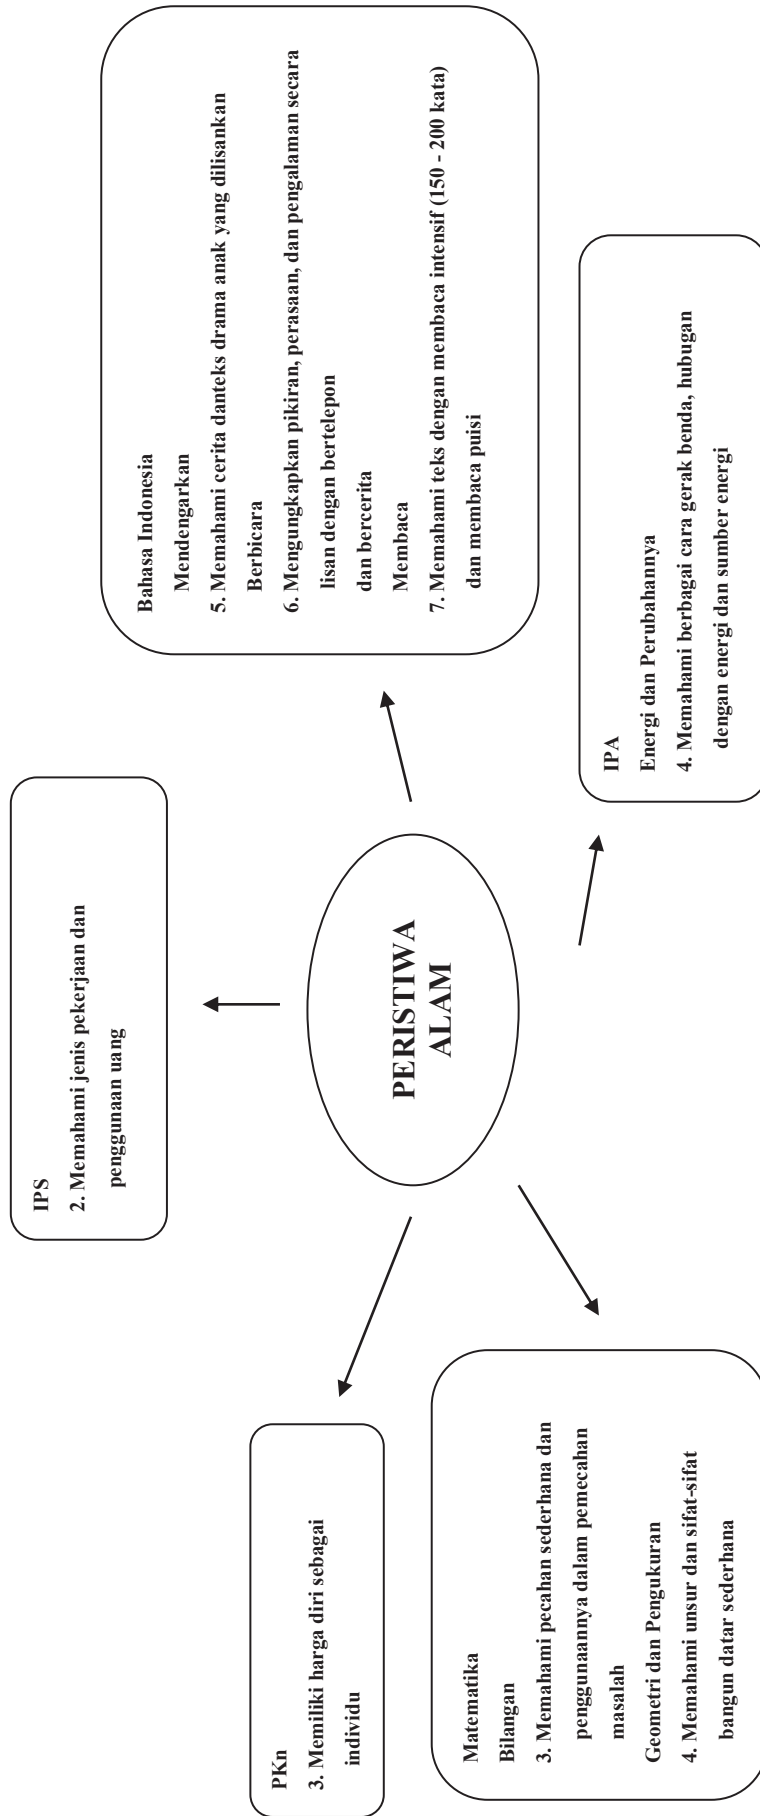 IPS
2. Memahami jenis pekerjaan dan
penggunaan uang
PKn
3. Memiliki harga diri sebagai
individu
PERISTIWA
ALAM
Bahasa Indonesia
Mendengarkan
5. Memahami cerita danteks drama anak yang dilisankan
Berbicara
6. Mengungkapkan pikiran, perasaan, dan pengalaman secara
lisan dengan bertelepon
dan bercerita
Membaca
7. Memahami teks dengan membaca intensif (150 - 200 kata)
dan membaca puisi
Matematika
Bilangan
3. Memahami pecahan sederhana dan
penggunaannya dalam pemecahan
masalah
Geometri dan Pengukuran
4. Memahami unsur dan sifat-sifat
bangun datar sederhana
IPA
Energi dan Perubahannya
4. Memahami berbagai cara gerak benda, hubugan
dengan energi dan sumber energi